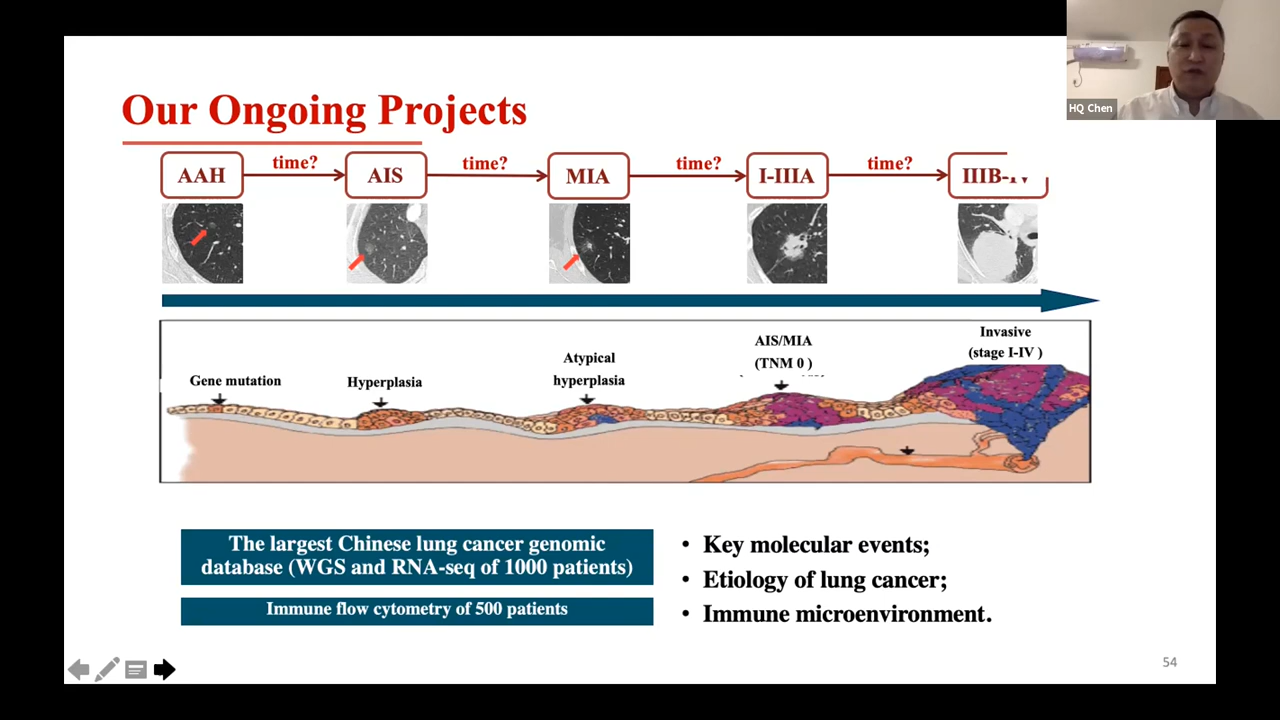 HQ Chen
Our Ongoing Projects
AAH time? AIS time? MIA time? I-IIIA time? IIIB-IV
Invasive
(stage I-IV )
AIS/MIA
(TNM 0 )
Atypical
hyperplasia
Gene mutation
Hyperplasia
The largest Chinese lung cancer genomic
database (WGS and RNA-seq of 1000 patients)
Immune flow cytometry of 500 patients
• Key molecular events;
• Etiology of lung cancer;
• Immune microenvironment.
54